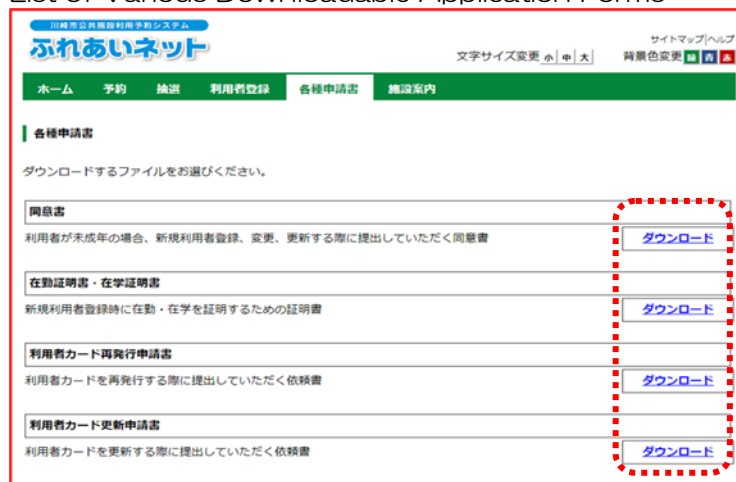 List of Various Downloadable Application Forms
川崎市公共施設利用予約システム
ふれあいネット
サイトマップ|ヘルプ
文字サイズ変更 小 中 大 背景色変更 緑 青 赤
ホーム 予約 抽選 利用者登録 各種申請書 施設案内
各種申請書
ダウンロードするファイルをお選びください。
同意書
利用者が未成年の場合、新規利用者登録、変更、更新する際に提出していただく同意書 ダウンロード
在勤証明書・在学証明書
新規利用者登録時に在勤・在学を証明するための証明書 ダウンロード
利用者カード再発行申請書
利用者カードを再発行する際に提出していただく依頼書 ダウンロード
利用者カード更新申請書
利用者カードを更新する際に提出していただく依頼書 ダウンロード